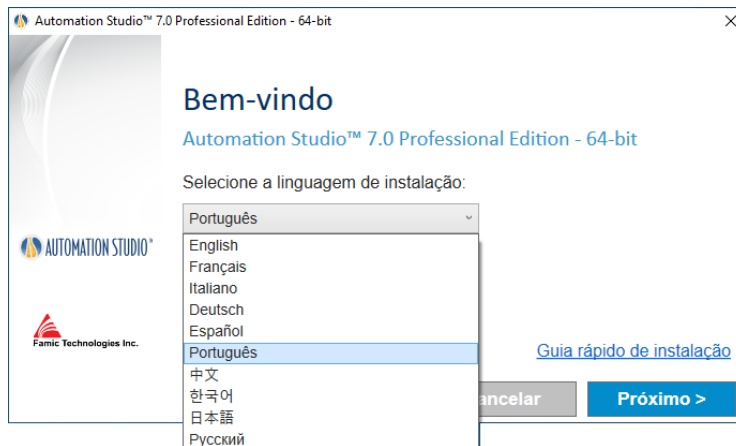 Automation Studio™ 7.0 Professional Edition - 64-bit
Bem-vindo
Automation Studio™ 7.0 Professional Edition - 64-bit
Selecione a linguagem de instalação:
Português
English
Français
Italiano
Deutsch
Español
Português
中文
한국어
日本語
Русский
AUTOMATION STUDIO®
Famic Technologies Inc.
Guia rápido de instalação
ancelar
Próximo >